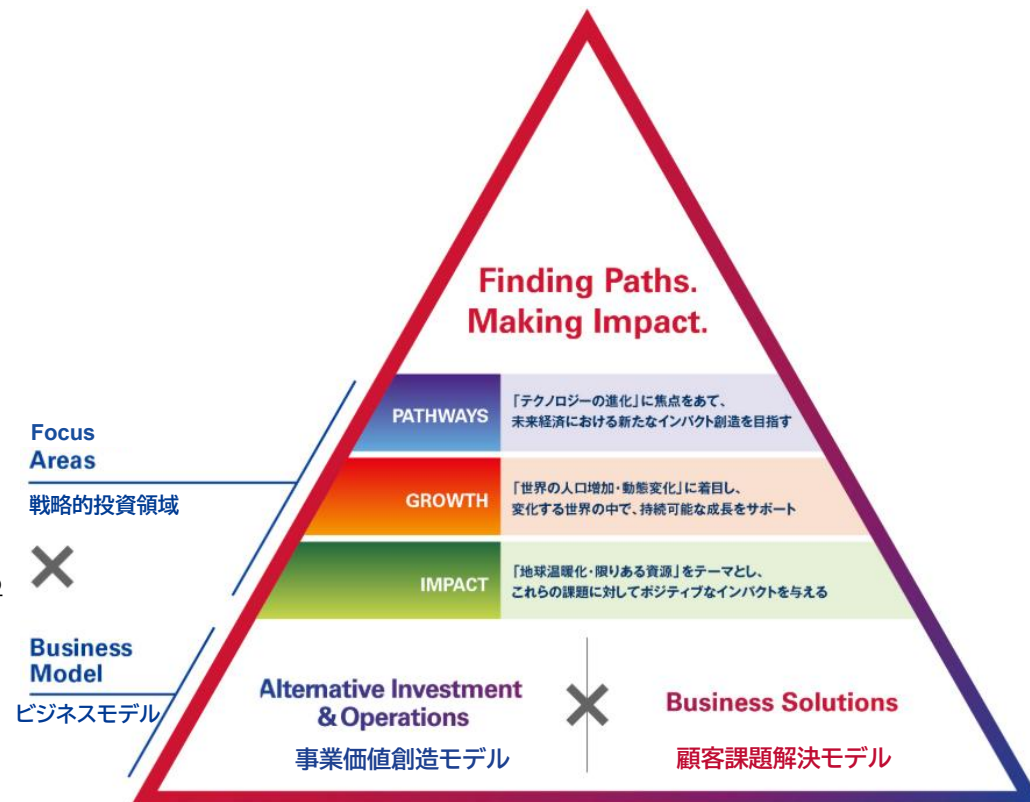 Finding Paths.
Making Impact.
Focus
Areas
戦略的投資領域
PATHWAYS
「テクノロジーの進化」に焦点をあて、
未来経済における新たなインパクト創造を目指す
GROWTH
「世界の人口増加・動態変化」に着目し、
変化する世界の中で、持続可能な成長をサポート
IMPACT
「地球温暖化・限りある資源」をテーマとし、
これらの課題に対してポジティブなインパクトを与える
Business
Model
ビジネスモデル
Alternative Investment
& Operations
事業価値創造モデル
Business Solutions
顧客課題解決モデル